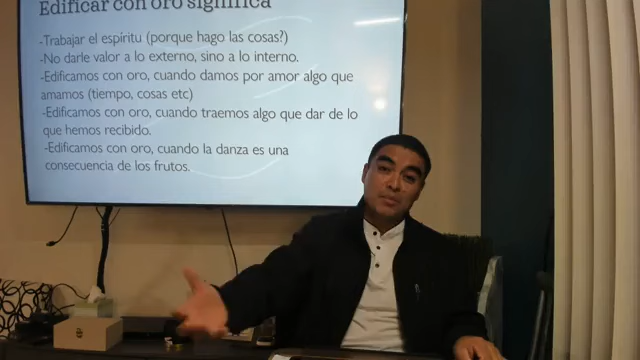 Edificar con oro significa
-Trabajar el espíritu (porque hago las cosas?)
-No darle valor a lo externo, sino a lo interno.
-Edificamos con oro, cuando damos por amor algo que
amamos (tiempo, cosas etc)
-Edificamos con oro, cuando traemos algo que dar de lo
que hemos recibido.
-Edificamos con oro, cuando la danza es una
consecuencia de los frutos.